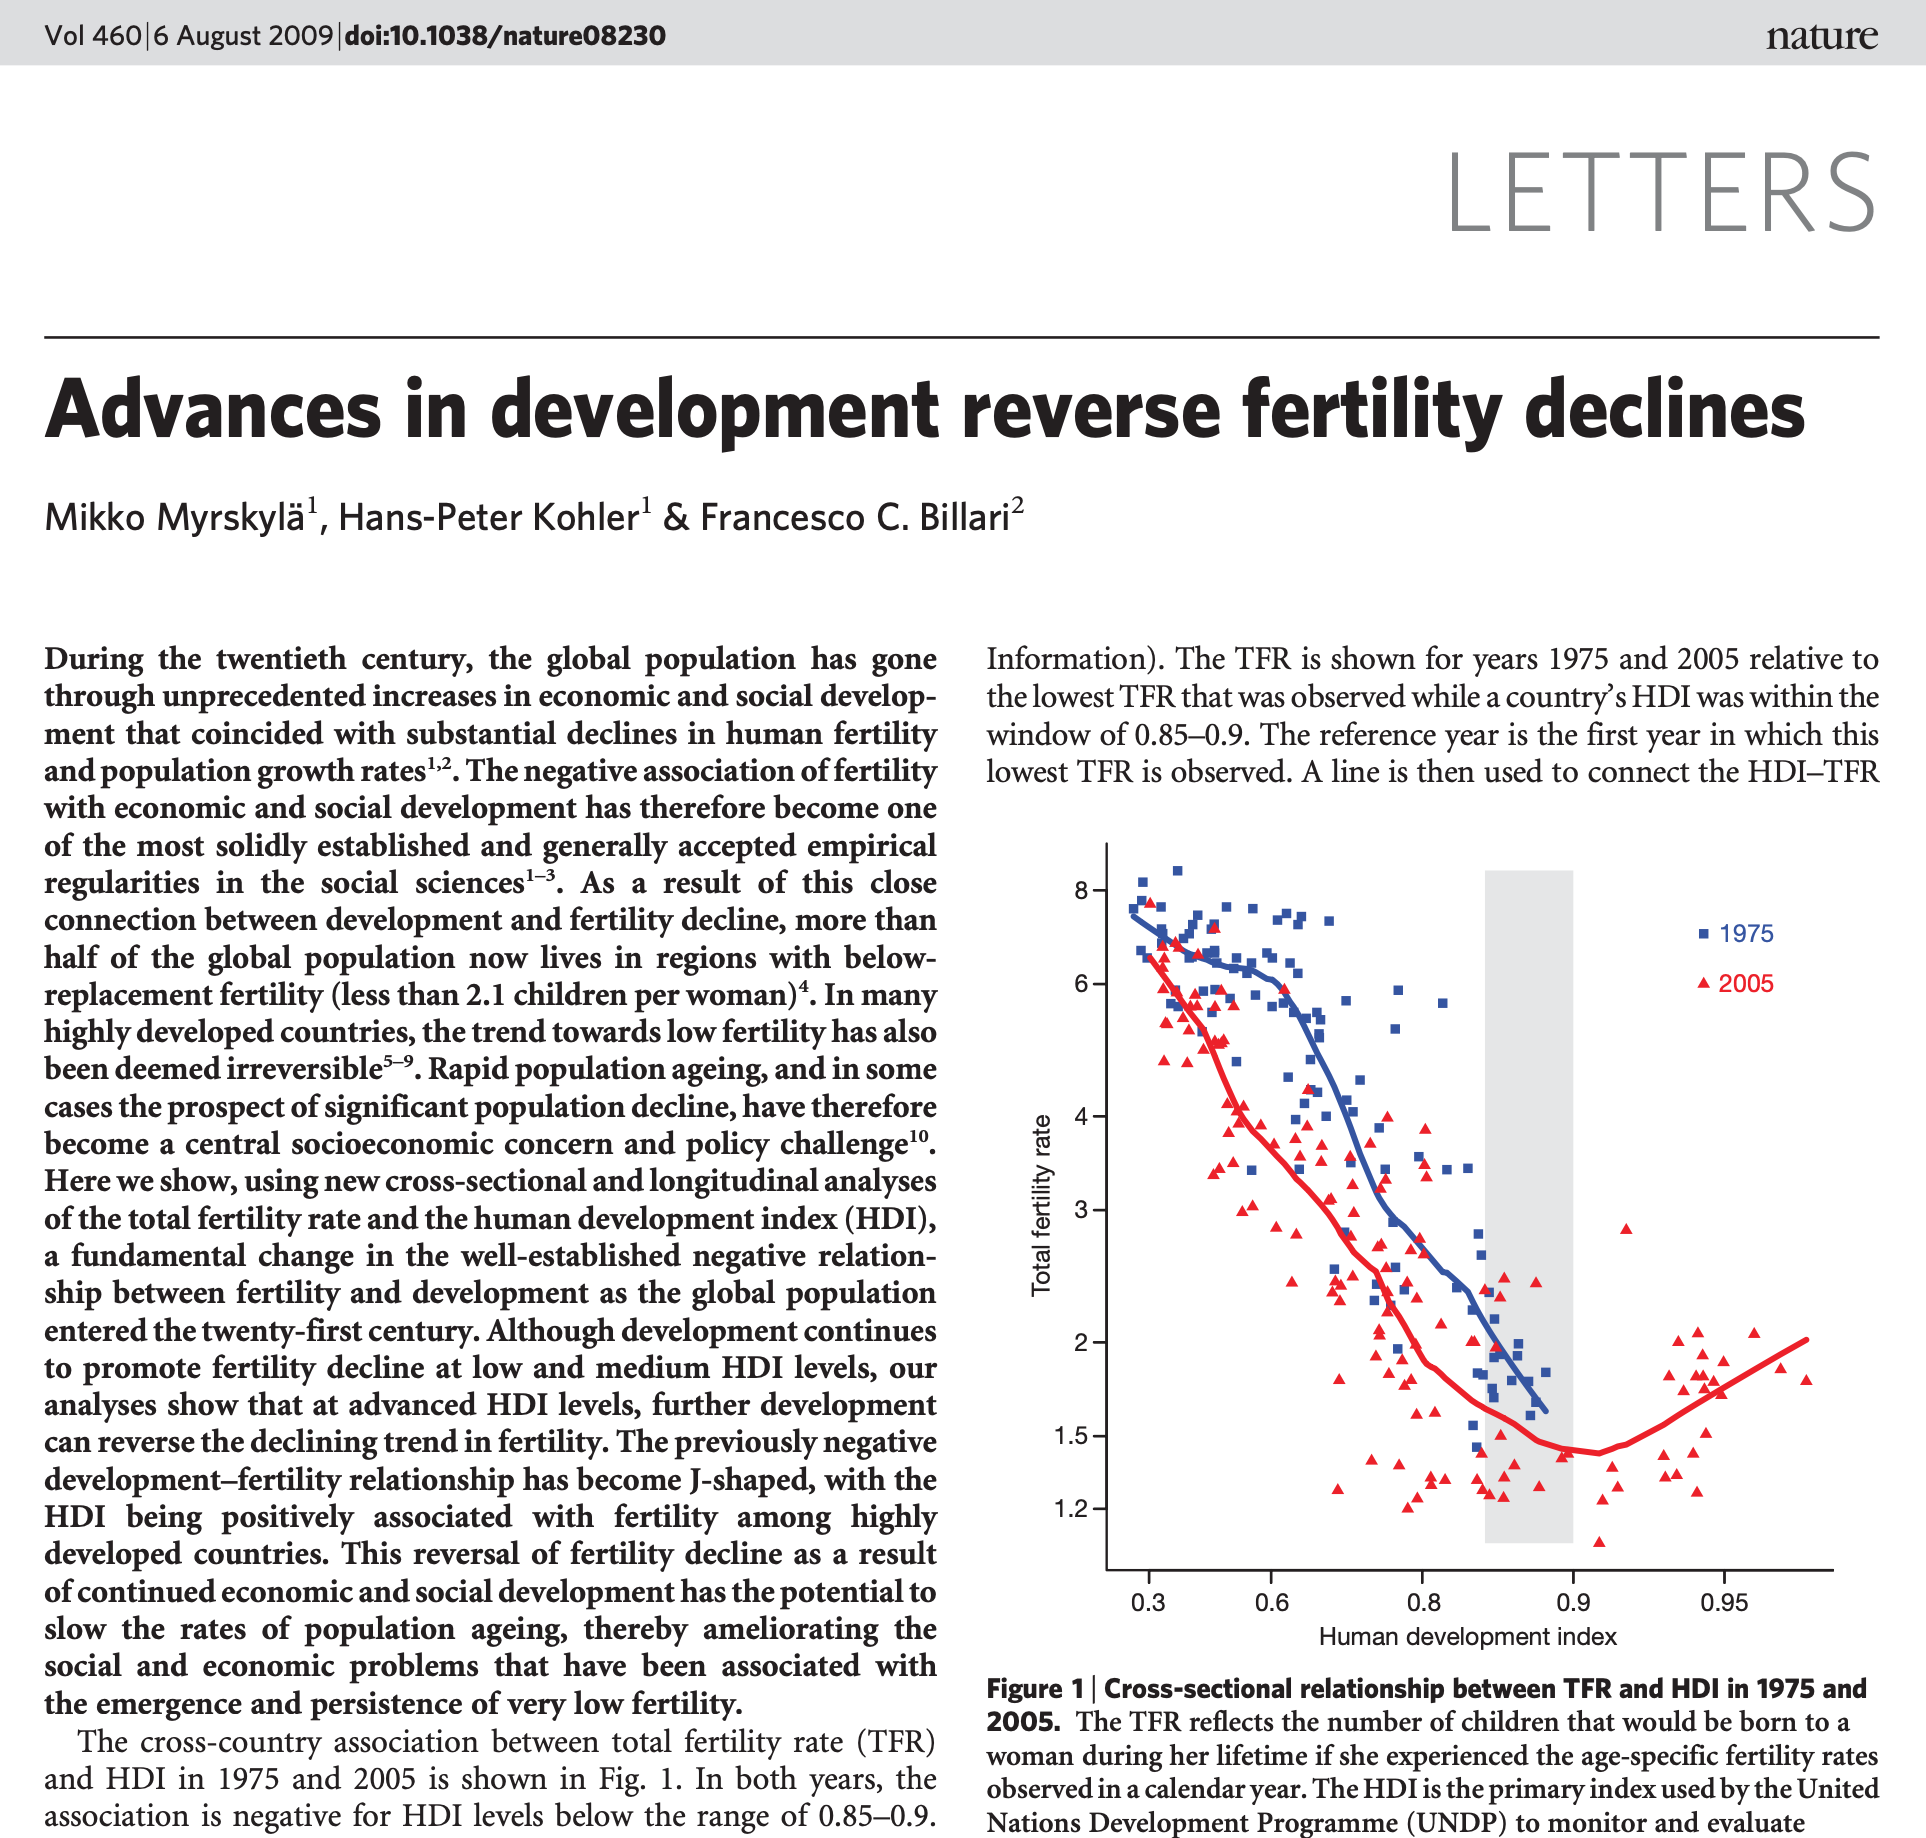 Vol 460|6 August 2009|doi:10.1038/nature08230
nature
LETTERS
Advances in development reverse fertility declines
Mikko Myrskylä1, Hans-Peter Kohler1 & Francesco C. Billari2
During the twentieth century, the global population has gone
through unprecedented increases in economic and social develop-
ment that coincided with substantial declines in human fertility
and population growth rates1,2. The negative association of fertility
with economic and social development has therefore become one
of the most solidly established and generally accepted empirical
regularities in the social sciences1–3. As a result of this close
connection between development and fertility decline, more than
half of the global population now lives in regions with below-
replacement fertility (less than 2.1 children per woman)4. In many
highly developed countries, the trend towards low fertility has also
been deemed irreversible5–9. Rapid population ageing, and in some
cases the prospect of significant population decline, have therefore
become a central socioeconomic concern and policy challenge10.
Here we show, using new cross-sectional and longitudinal analyses
of the total fertility rate and the human development index (HDI),
a fundamental change in the well-established negative relation-
ship between fertility and development as the global population
entered the twenty-first century. Although development continues
to promote fertility decline at low and medium HDI levels, our
analyses show that at advanced HDI levels, further development
can reverse the declining trend in fertility. The previously negative
development–fertility relationship has become J-shaped, with the
HDI being positively associated with fertility among highly
developed countries. This reversal of fertility decline as a result
of continued economic and social development has the potential to
slow the rates of population ageing, thereby ameliorating the
social and economic problems that have been associated with
the emergence and persistence of very low fertility.
The cross-country association between total fertility rate (TFR)
and HDI in 1975 and 2005 is shown in Fig. 1. In both years, the
association is negative for HDI levels below the range of 0.85–0.9.
Information). The TFR is shown for years 1975 and 2005 relative to
the lowest TFR that was observed while a country's HDI was within the
window of 0.85–0.9. The reference year is the first year in which this
lowest TFR is observed. A line is then used to connect the HDI–TFR
8
6
4
3
2
1.5
1.2
Total fertility rate
1975
2005
0.3 0.6 0.8 0.9 0.95
Human development index
Figure 1 | Cross-sectional relationship between TFR and HDI in 1975 and
2005. The TFR reflects the number of children that would be born to a
woman during her lifetime if she experienced the age-specific fertility rates
observed in a calendar year. The HDI is the primary index used by the United
Nations Development Programme (UNDP) to monitor and evaluate